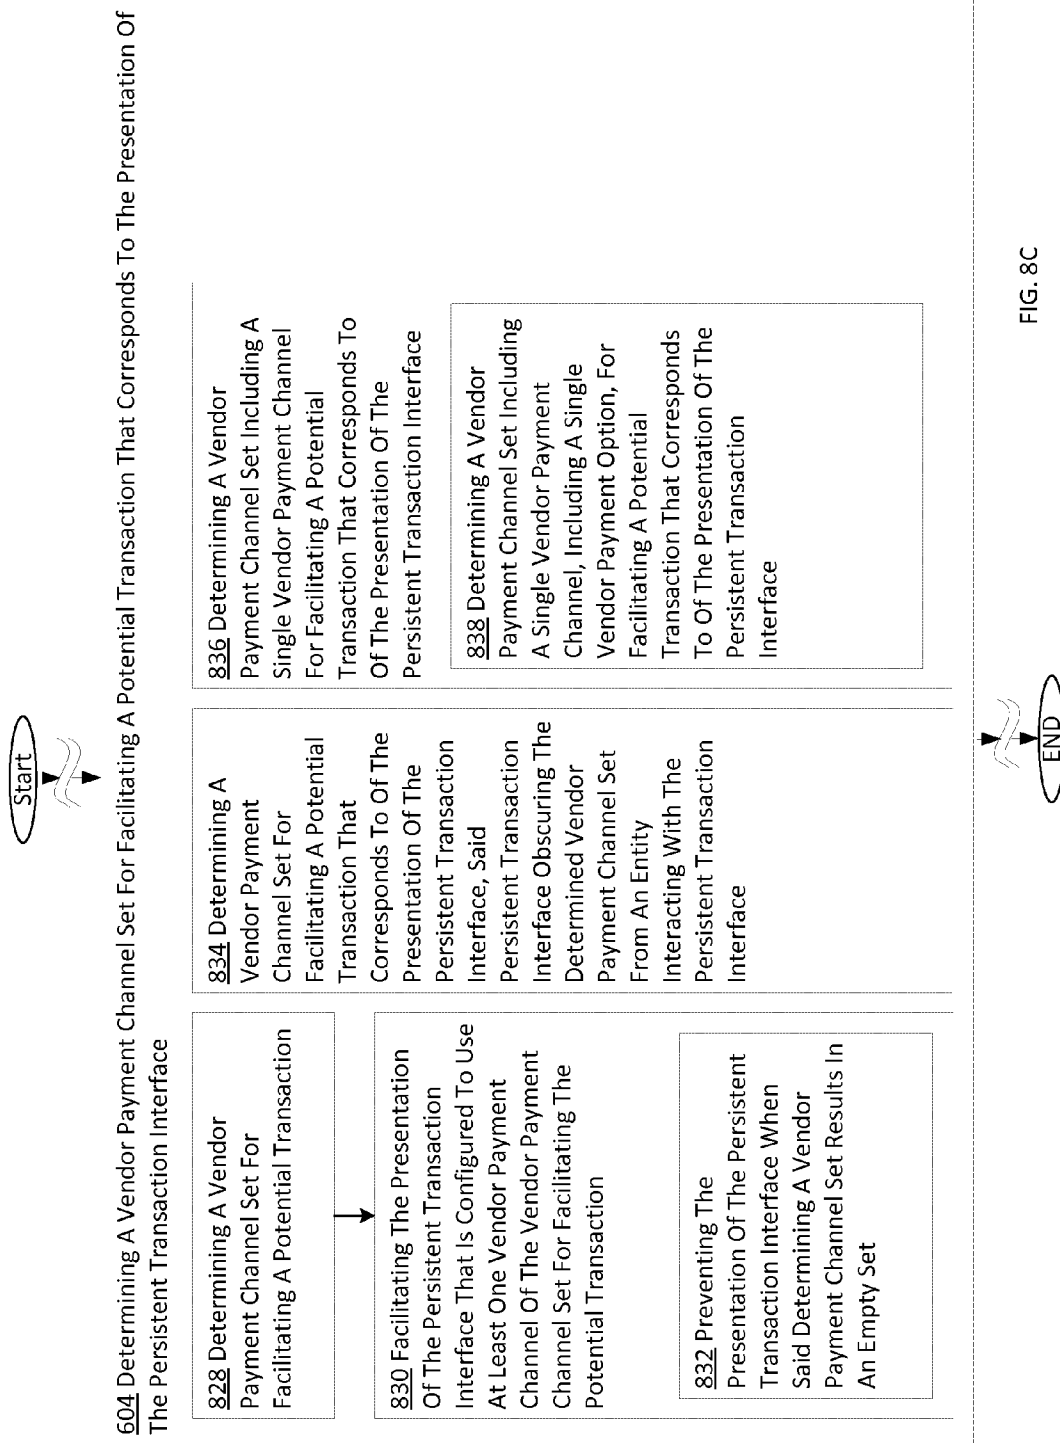 Start
604 Determining A Vendor Payment Channel Set For Facilitating A Potential Transaction That Corresponds To The Presentation Of
The Persistent Transaction Interface
828 Determining A Vendor
Payment Channel Set For
Facilitating A Potential Transaction
830 Facilitating The Presentation
Of The Persistent Transaction
Interface That Is Configured To Use
At Least One Vendor Payment
Channel Of The Vendor Payment
Channel Set For Facilitating The
Potential Transaction
832 Preventing The
Presentation Of The Persistent
Transaction Interface When
Said Determining A Vendor
Payment Channel Set Results In
An Empty Set
834 Determining A
Vendor Payment
Channel Set For
Facilitating A Potential
Transaction That
Corresponds To Of The
Presentation Of The
Persistent Transaction
Interface, Said
Persistent Transaction
Interface Obscuring The
Determined Vendor
Payment Channel Set
From An Entity
Interacting With The
Persistent Transaction
Interface
836 Determining A Vendor
Payment Channel Set Including A
Single Vendor Payment Channel
For Facilitating A Potential
Transaction That Corresponds To
Of The Presentation Of The
Persistent Transaction Interface
838 Determining A Vendor
Payment Channel Set Including
A Single Vendor Payment
Channel, Including A Single
Vendor Payment Option, For
Facilitating A Potential
Transaction That Corresponds
To Of The Presentation Of The
Persistent Transaction
Interface
END
FIG. 8C